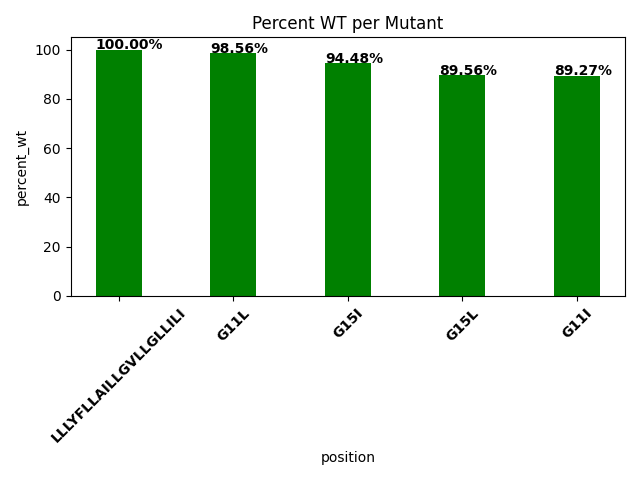 Percent WT per Mutant
percent_wt
100
80
60
40
20
0
100.00%
98.56%
94.48%
89.56%
89.27%
LLLYFLLAILLGVLLGLLILI
G11L
G15I
G15L
G11I
position